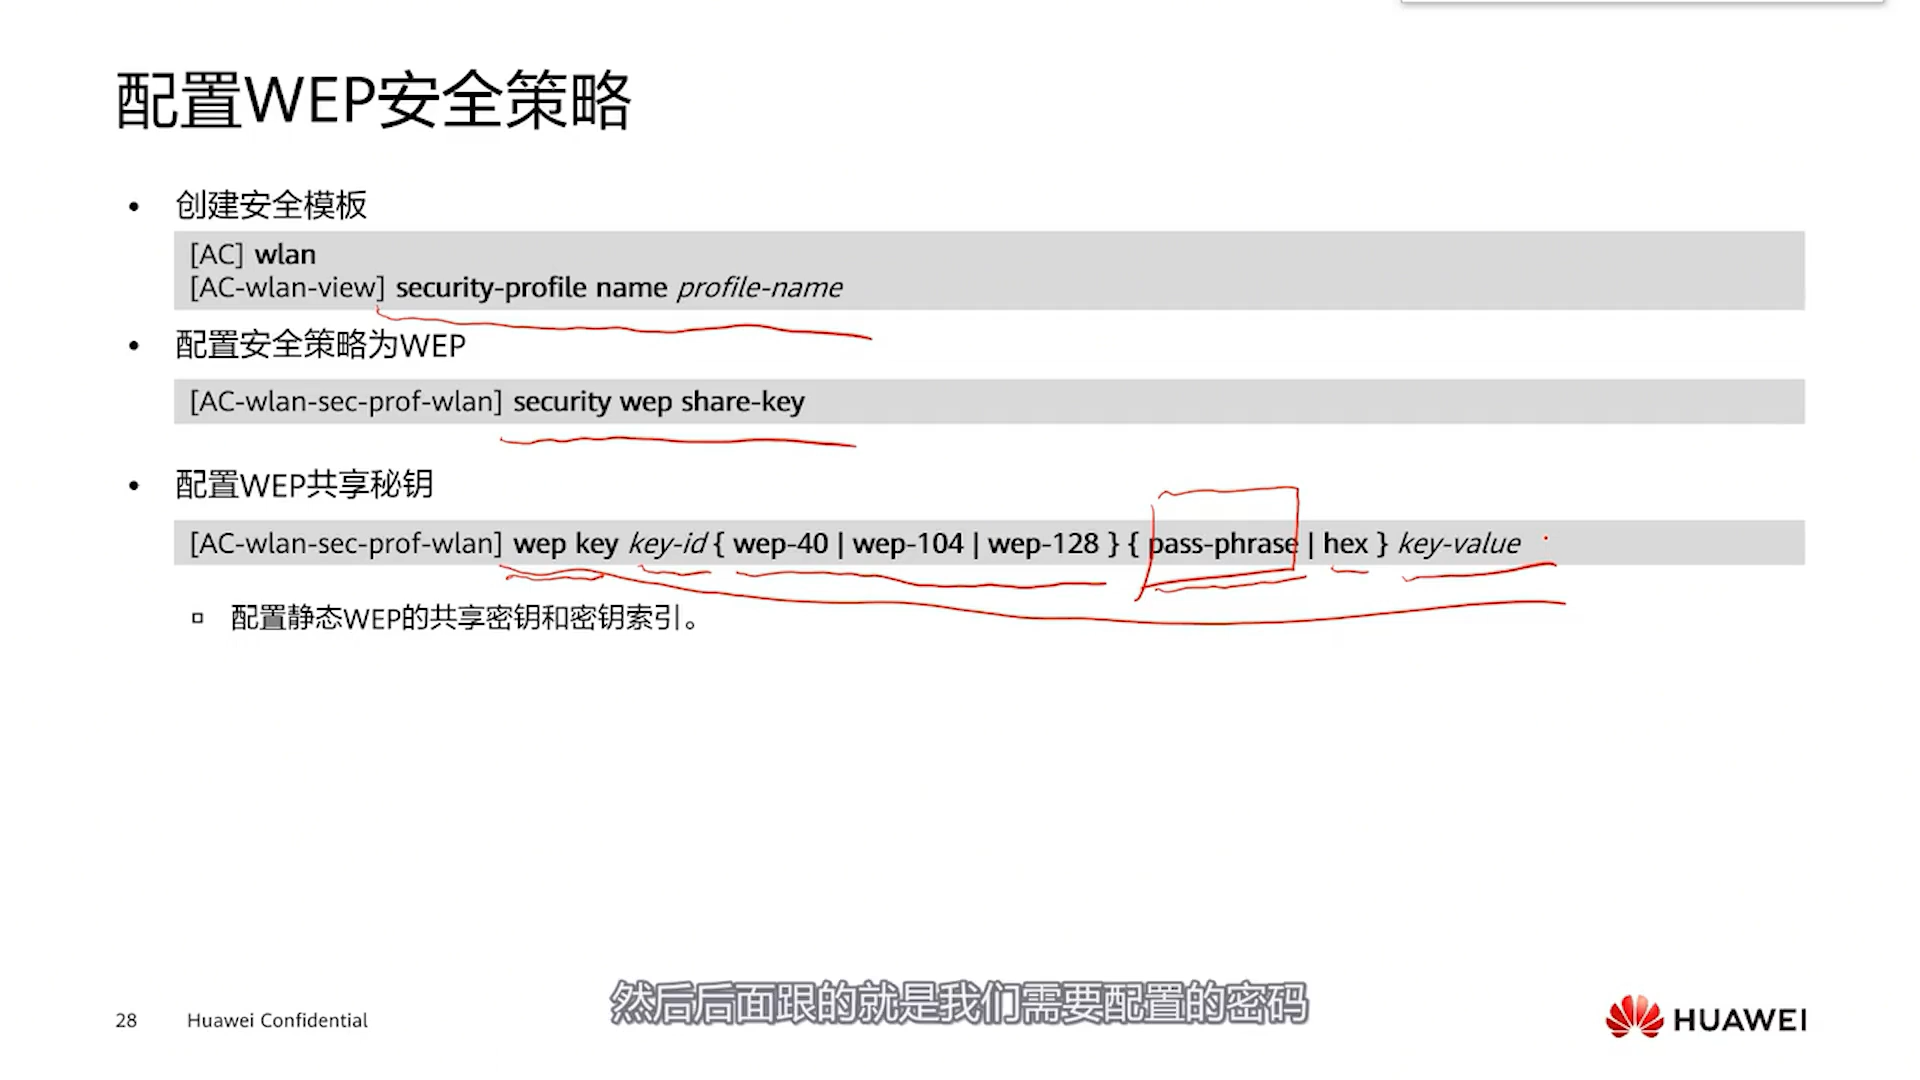 配置WEP安全策略
• 创建安全模板
[AC] wlan
[AC-wlan-view] security-profile name profile-name
• 配置安全策略为WEP
[AC-wlan-sec-prof-wlan] security wep share-key
• 配置WEP共享秘钥
[AC-wlan-sec-prof-wlan] wep key key-id { wep-40 | wep-104 | wep-128 } { pass-phrase | hex } key-value
▫ 配置静态WEP的共享密钥和密钥索引。
然后后面跟的就是我们需要配置的密码
28 Huawei Confidential
HUAWEI